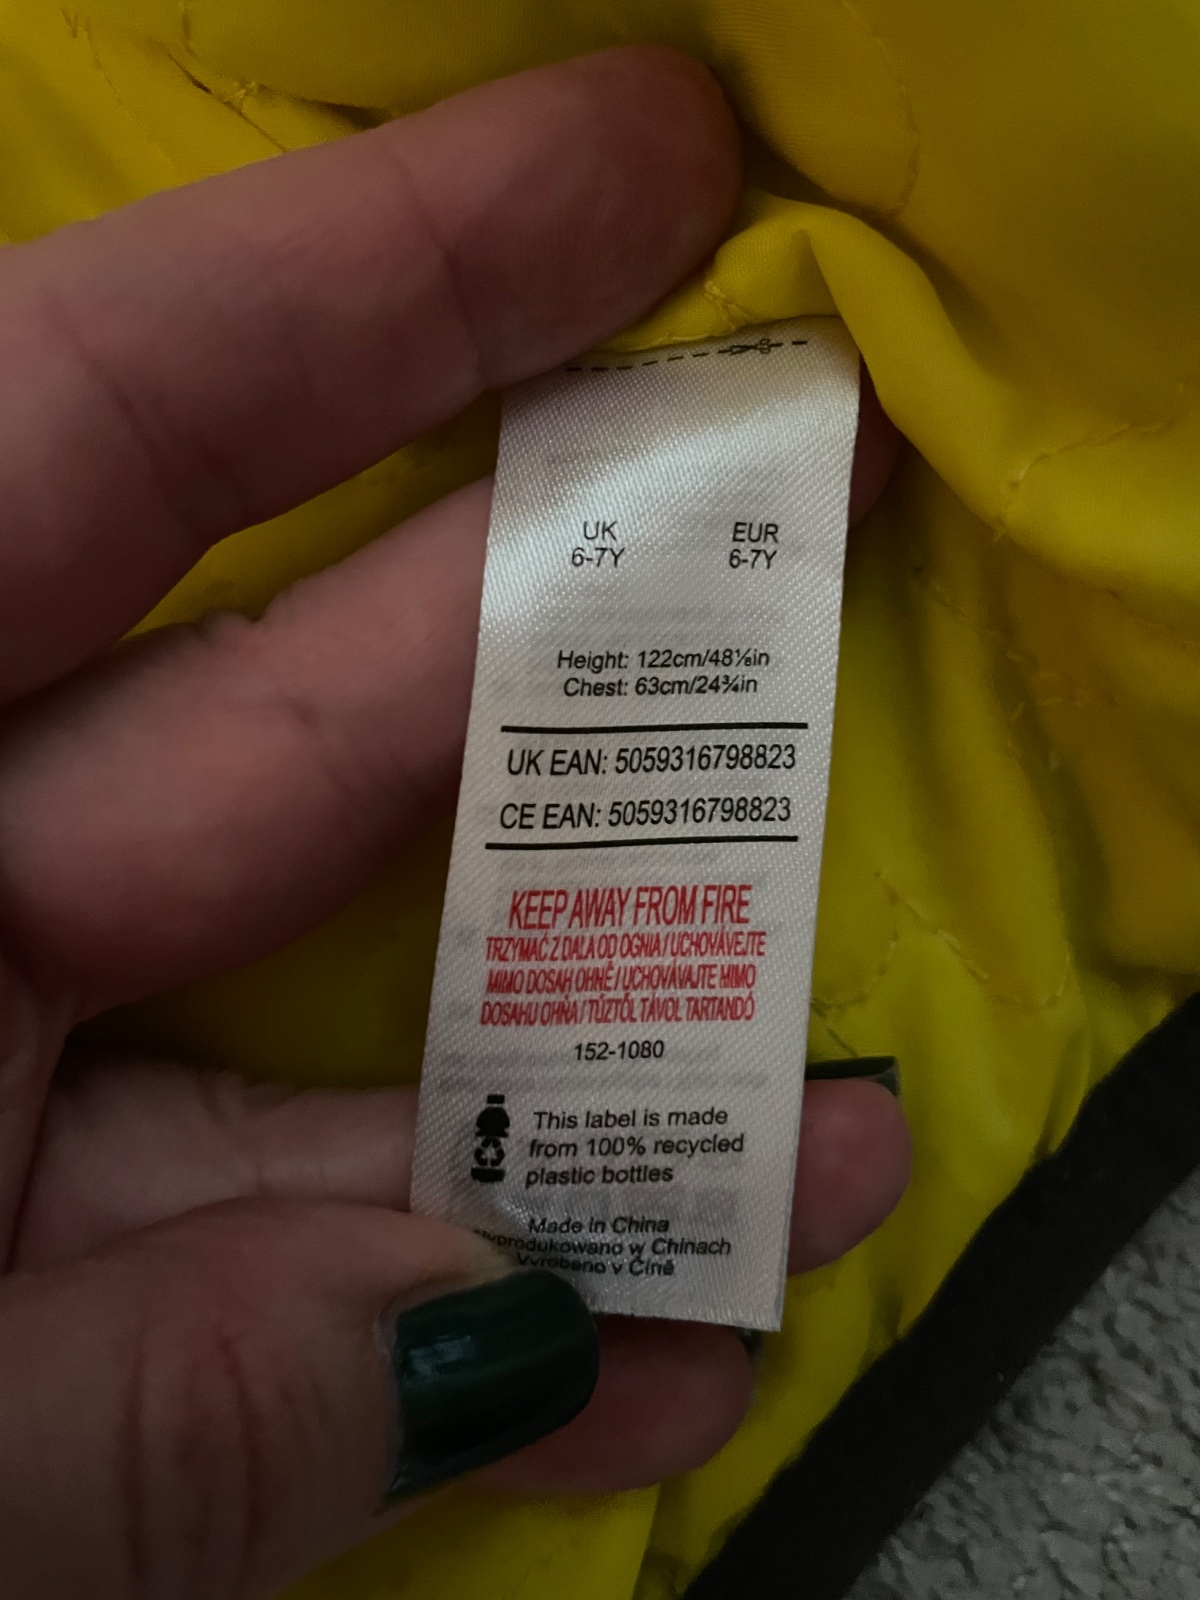 UK EUR
6-7Y 6-7Y
Height: 122cm/48⅛in
Chest: 63cm/24¾in
UK EAN: 5059316798823
CE EAN: 5059316798823
KEEP AWAY FROM FIRE
TRZYMAĆ Z DALA OD OGNIA / UCHOVÁVEJTE
MIMO DOSAH OHNĚ / UCHOVÁVAJTE MIMO
DOSAHU OHŇA / TŰZTŐL TÁVOL TARTANDÓ
152-1080
This label is made
from 100% recycled
plastic bottles
Made in China
Wyprodukowano w Chinach
Vyrobeno v Číně